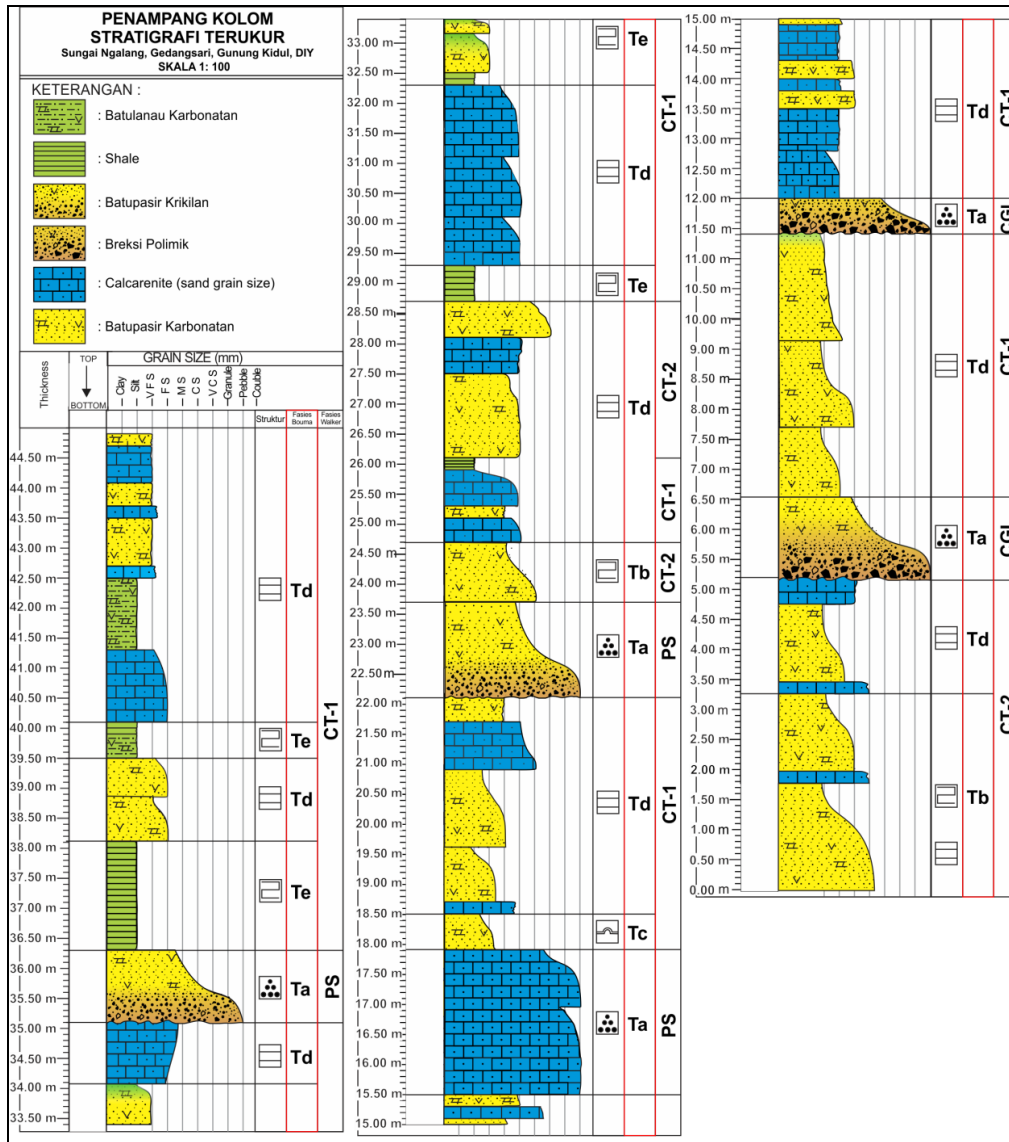 PENAMPANG KOLOM
STRATIGRAFI TERUKUR
Sungai Ngalang, Gedangsari, Gunung Kidul, DIY
SKALA 1: 100
KETERANGAN :
: Batulanau Karbonatan
: Shale
: Batupasir Krikilan
: Breksi Polimik
: Calcarenite (sand grain size)
: Batupasir Karbonatan
Thickness
TOP
BOTTOM
GRAIN SIZE (mm)
Clay
Silt
V F S
F S
M S
C S
V C S
Granule
Pebble
Couble
Struktur
Fasies Bouma
Fasies Walker
44.50 m
44.00 m
43.50 m
43.00 m
42.50 m
42.00 m
41.50 m
41.00 m
40.50 m
40.00 m
39.50 m
39.00 m
38.50 m
38.00 m
37.50 m
37.00 m
36.50 m
36.00 m
35.50 m
35.00 m
34.50 m
34.00 m
33.50 m
Td
Te
Td
Te
Ta
Td
CT-1
PS
33.00 m
32.50 m
32.00 m
31.50 m
31.00 m
30.50 m
30.00 m
29.50 m
29.00 m
28.50 m
28.00 m
27.50 m
27.00 m
26.50 m
26.00 m
25.50 m
25.00 m
24.50 m
24.00 m
23.50 m
23.00 m
22.50 m
22.00 m
21.50 m
21.00 m
20.50 m
20.00 m
19.50 m
19.00 m
18.50 m
18.00 m
17.50 m
17.00 m
16.50 m
16.00 m
15.50 m
15.00 m
Te
Td
Te
Td
Tb
Ta
Td
Tc
Ta
CT-1
CT-2
CT-1
CT-2
PS
CT-1
PS
15.00 m
14.50 m
14.00 m
13.50 m
13.00 m
12.50 m
12.00 m
11.50 m
11.00 m
10.50 m
10.00 m
9.50 m
9.00 m
8.50 m
8.00 m
7.50 m
7.00 m
6.50 m
6.00 m
5.50 m
5.00 m
4.50 m
4.00 m
3.50 m
3.00 m
2.50 m
2.00 m
1.50 m
1.00 m
0.50 m
0.00 m
Td
Ta
Td
Ta
Td
Tb
CT-1
CGL
CT-1
CGL
CT-2